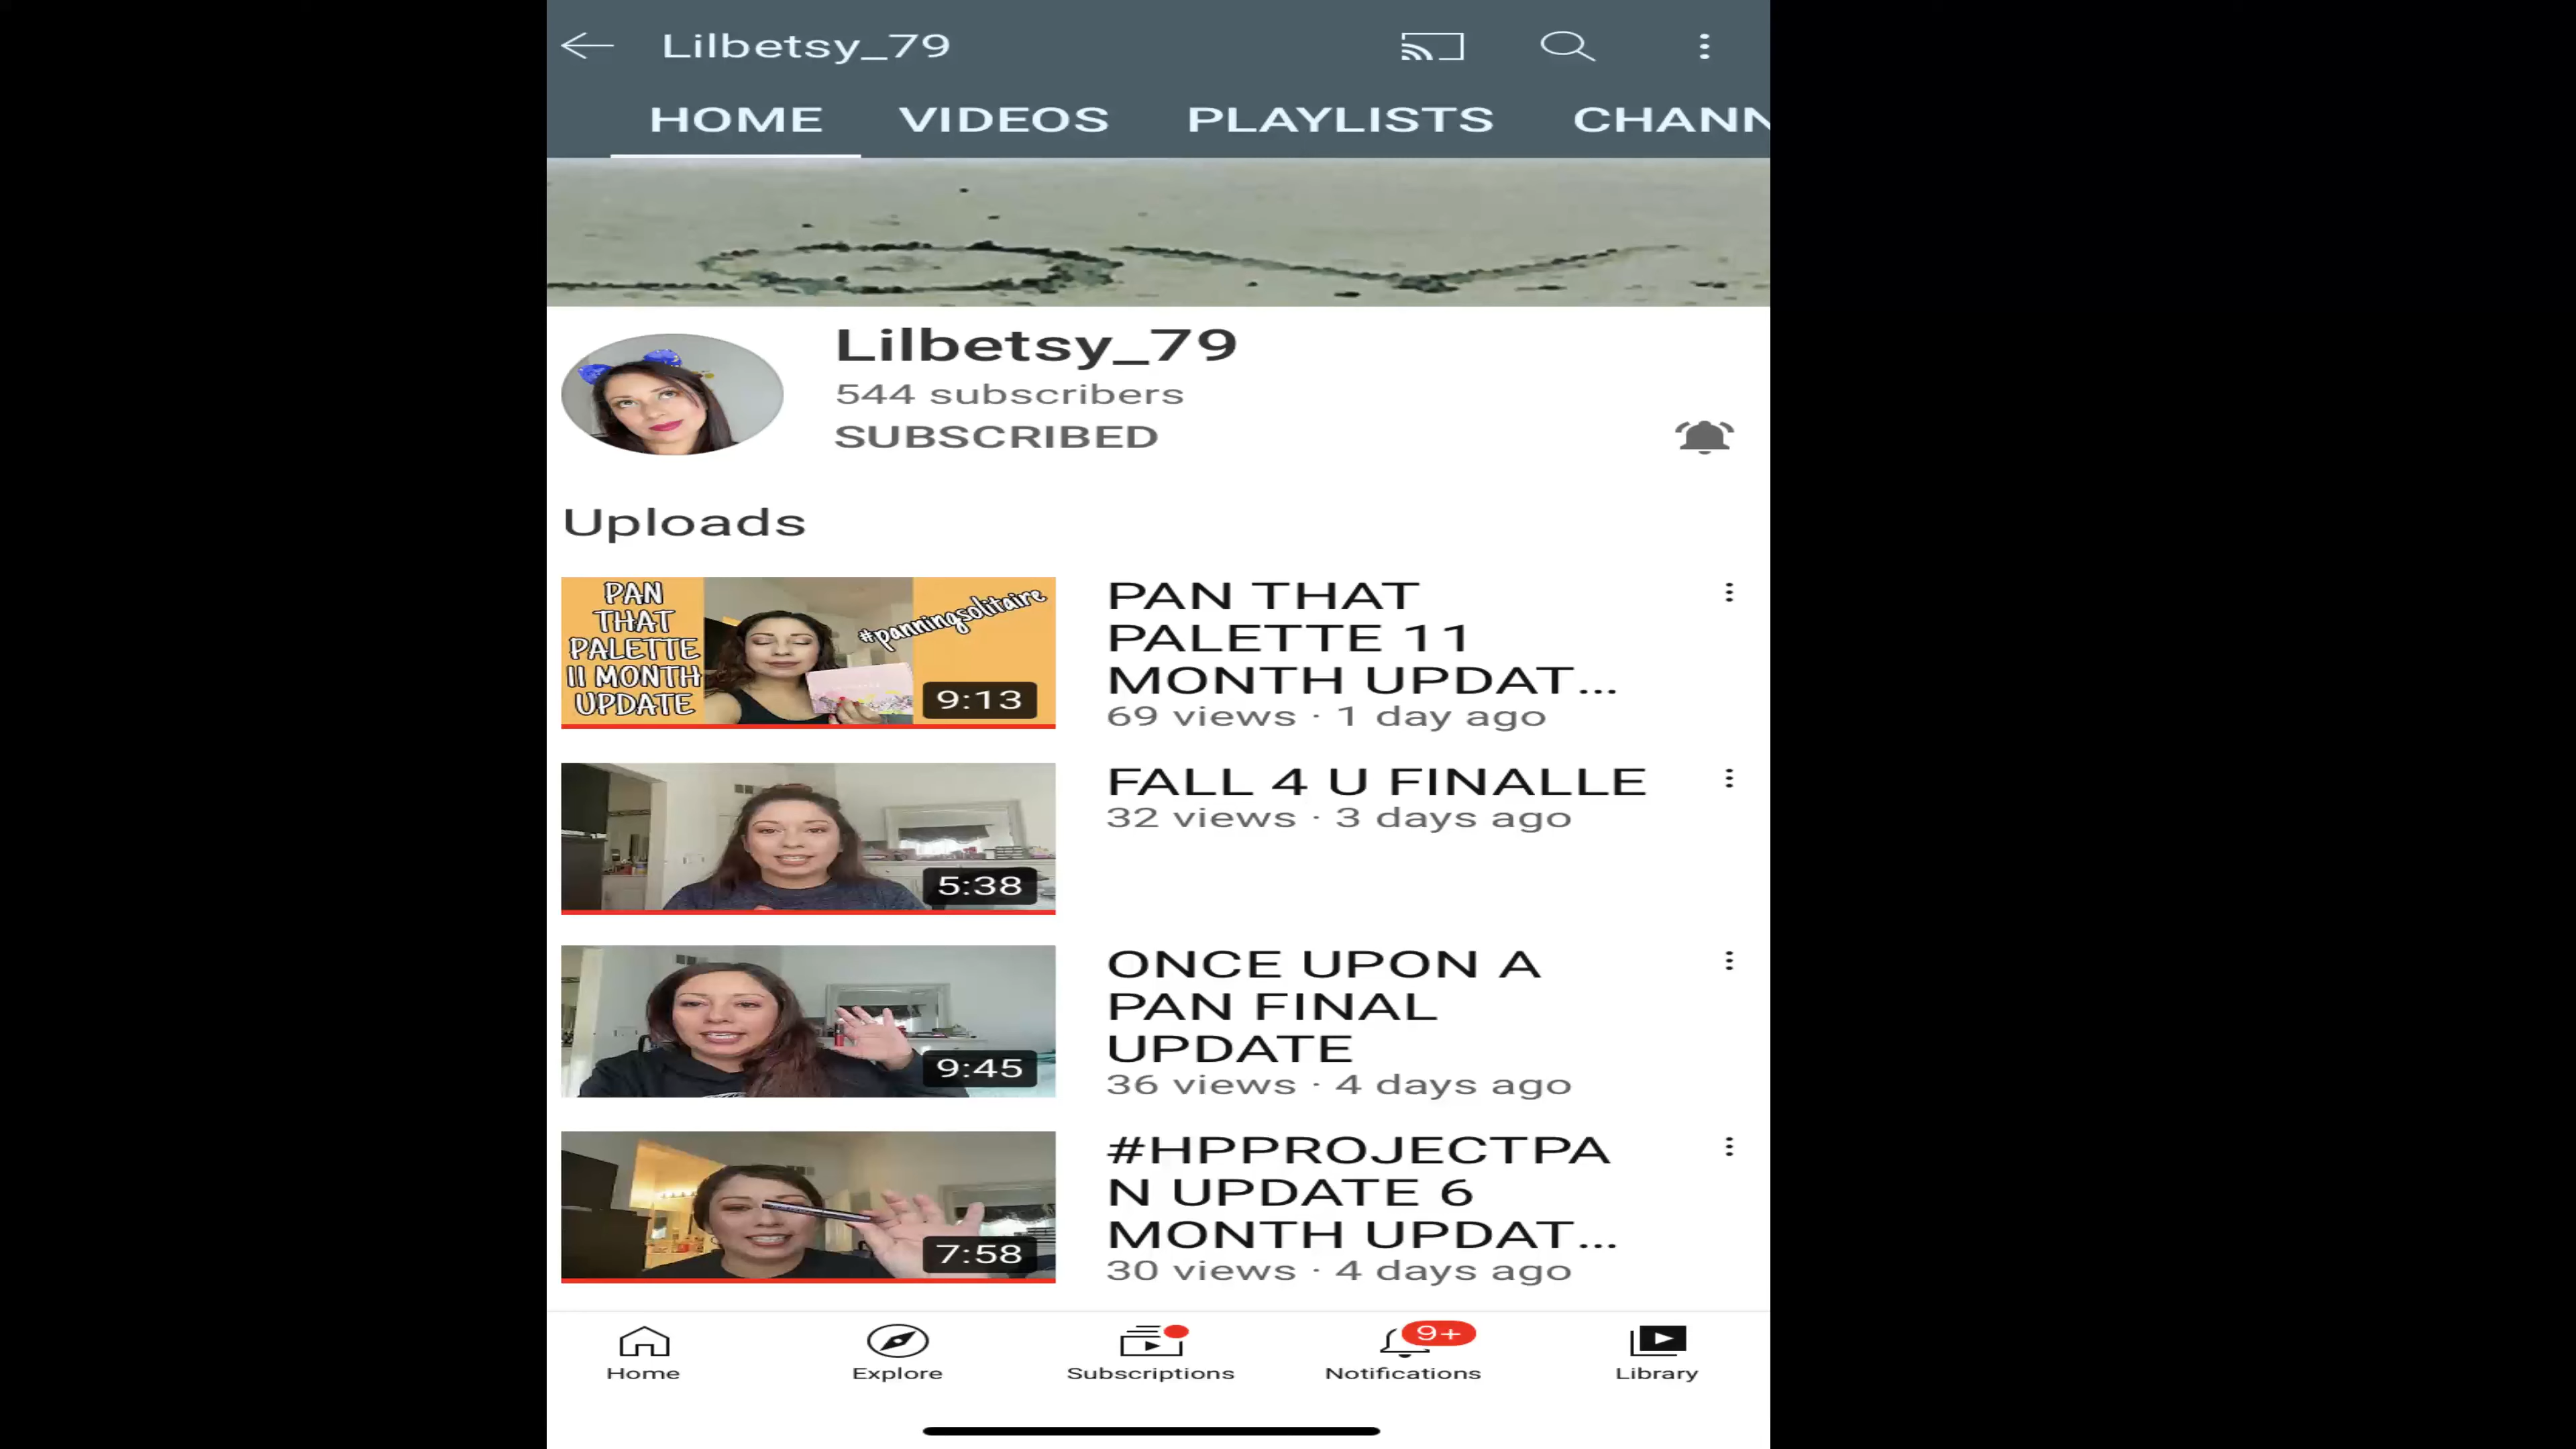 Lilbetsy_79
HOME VIDEOS PLAYLISTS CHANN
Lilbetsy_79
544 subscribers
SUBSCRIBED
Uploads
PAN
THAT
PALETTE
11 MONTH
UPDATE
#panningsolitaire
9:13
PAN THAT
PALETTE 11
MONTH UPDAT...
69 views · 1 day ago
5:38
FALL 4 U FINALLE
32 views · 3 days ago
9:45
ONCE UPON A
PAN FINAL
UPDATE
36 views · 4 days ago
7:58
#HPPROJECTPA
N UPDATE 6
MONTH UPDAT...
30 views · 4 days ago
9+
Home Explore Subscriptions Notifications Library